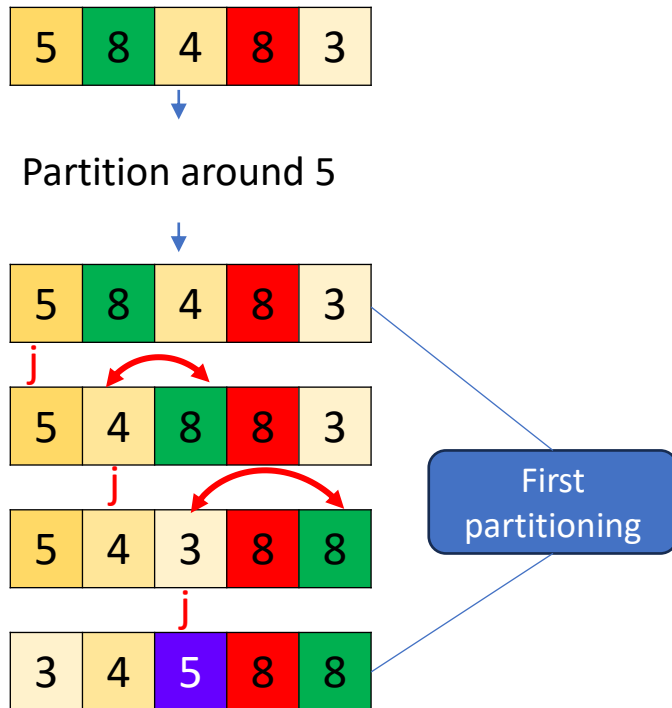 5 8 4 8 3
Partition around 5
5 8 4 8 3
j
5 4 8 8 3
j
First
partitioning
5 4 3 8 8
j
3 4 5 8 8